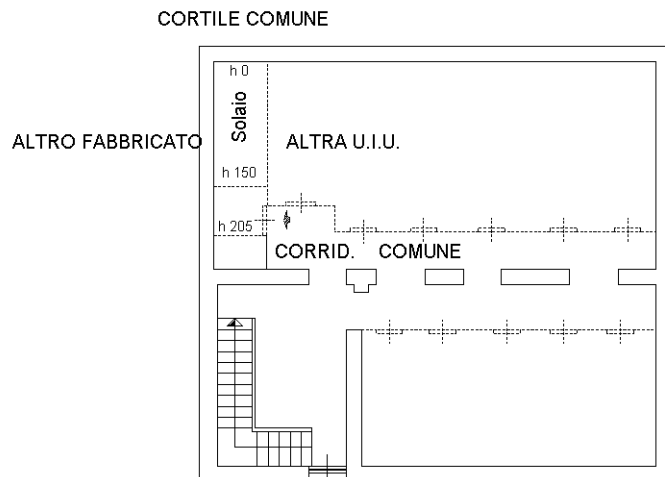 CORTILE COMUNE
h 0
Solaio
ALTRO FABBRICATO
ALTRA U.I.U.
h 150
h 205
CORRID. COMUNE